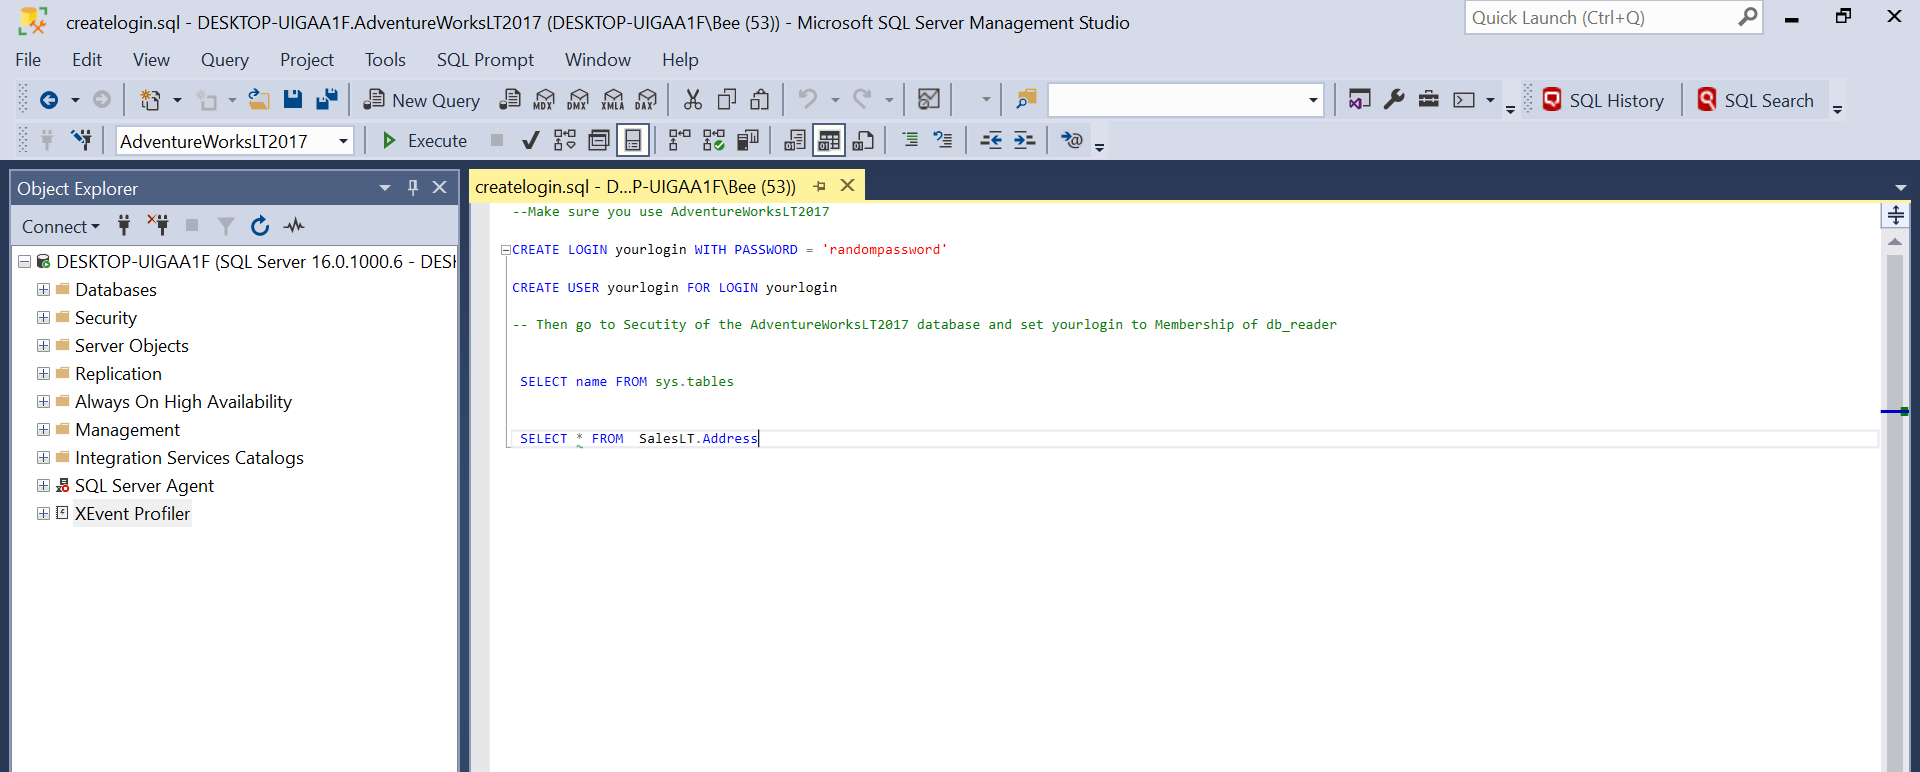 createlogin.sql - DESKTOP-UIGAA1F.AdventureWorksLT2017 (DESKTOP-UIGAA1F\Bee (53)) - Microsoft SQL Server Management Studio
Quick Launch (Ctrl+Q)
File Edit View Query Project Tools SQL Prompt Window Help
New Query MDX DMX XMLA DAX SQL History SQL Search
AdventureWorksLT2017 Execute
Object Explorer
Connect
DESKTOP-UIGAA1F (SQL Server 16.0.1000.6 - DESK
Databases
Security
Server Objects
Replication
Always On High Availability
Management
Integration Services Catalogs
SQL Server Agent
XEvent Profiler
createlogin.sql - D...P-UIGAA1F\Bee (53))
--Make sure you use AdventureWorksLT2017
CREATE LOGIN yourlogin WITH PASSWORD = 'randompassword'
CREATE USER yourlogin FOR LOGIN yourlogin
-- Then go to Secutity of the AdventureWorksLT2017 database and set yourlogin to Membership of db_reader
SELECT name FROM sys.tables
SELECT * FROM  SalesLT.Address